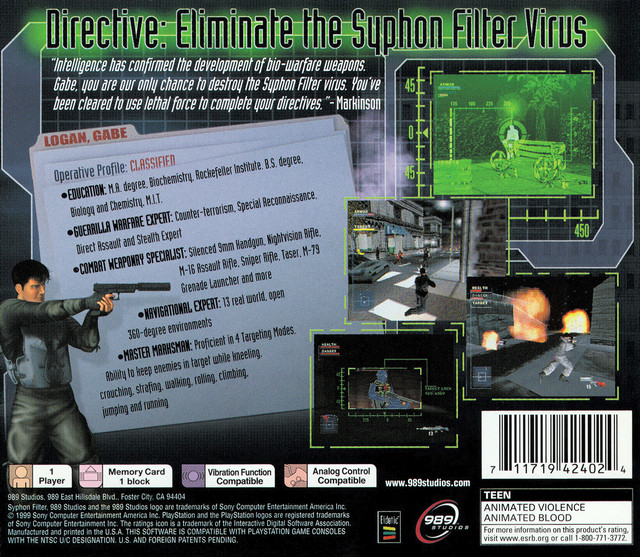 Directive: Eliminate the Syphon Filter Virus
"Intelligence has confirmed the development of bio-warfare weapons.
Gabe, you are our only chance to destroy the Syphon Filter virus. You've
been cleared to use lethal force to complete your directives." - Markinson
LOGAN, GABE
Operative Profile: CLASSIFIED
•EDUCATION: M.A. degree, Biochemistry, Rockefeller Institute. B.S. degree,
Biology and Chemistry, M.I.T.
•GUERILLA WARFARE EXPERT: Counter-terrorism, Special Reconnaissance,
Direct Assault and Stealth Expert
•COMBAT WEAPONRY SPECIALIST: Silenced 9mm Handgun, Nightvision Rifle,
M-16 Assault Rifle, Sniper Rifle, Taser, M-79
Grenade Launcher and more
•NAVIGATIONAL EXPERT: 13 real world, open
360-degree environments
•MASTER MARKSMAN: Proficient in 4 Targeting Modes.
Ability to keep enemies in target while kneeling,
crouching, strafing, walking, rolling, climbing,
jumping and running
45
0
45
450
ARMOR
TARGET
HEALTH
DANGER
HEALTH
DANGER
TARGET LOCK
15
13
1
Player
Memory Card
1 block
Vibration Function
Compatible
Analog Control
Compatible
www.989studios.com
7 11719 42402 4
989 Studios, 989 East Hillsdale Blvd., Foster City, CA 94404
Syphon Filter, 989 Studios and the 989 Studios logo are trademarks of Sony Computer Entertainment America Inc.
© 1999 Sony Computer Entertainment America Inc. PlayStation and the PlayStation logos are registered trademarks
of Sony Computer Entertainment Inc. The ratings icon is a trademark of the Interactive Digital Software Association.
Manufactured and printed in the U.S.A. THIS SOFTWARE IS COMPATIBLE WITH PLAYSTATION GAME CONSOLES
WITH THE NTSC U/C DESIGNATION. U.S. AND FOREIGN PATENTS PENDING.
Eidetic
989
STUDIOS
TEEN
ANIMATED VIOLENCE
ANIMATED BLOOD
For more information on this product's rating,
visit www.esrb.org or call 1-800-771-3772.